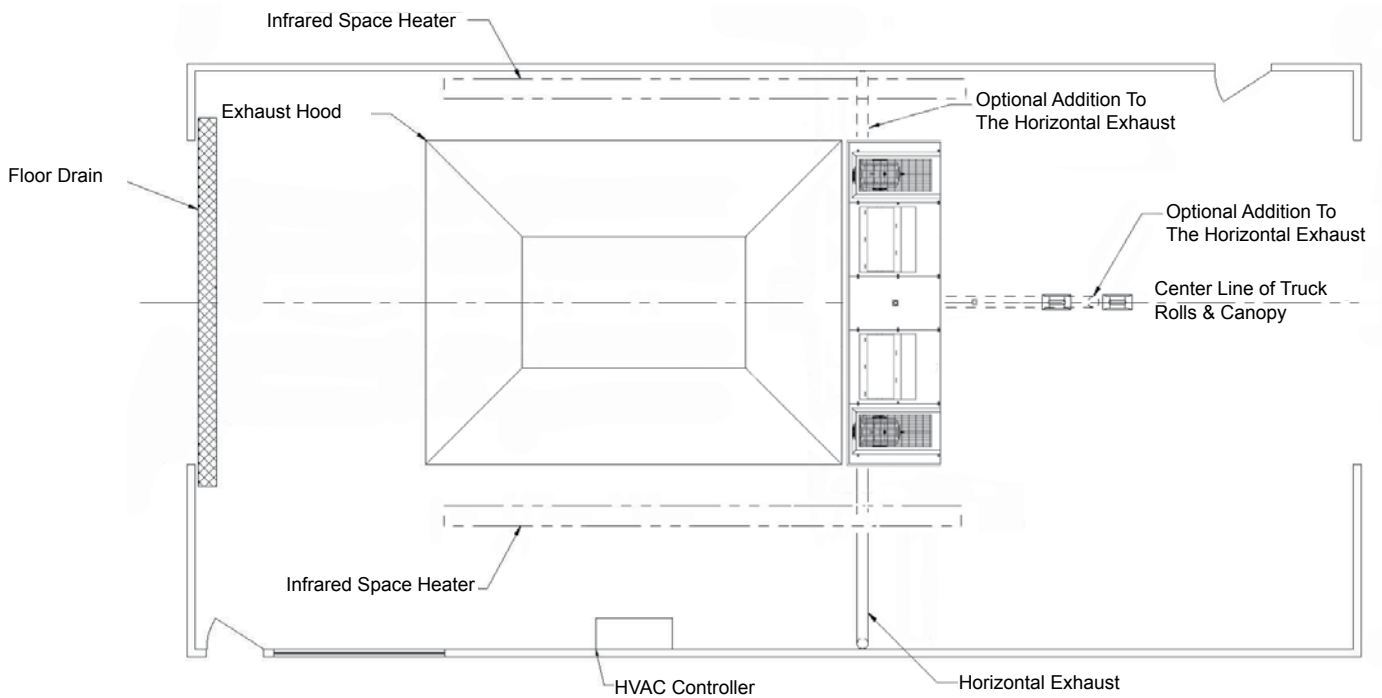 Infrared Space Heater
Exhaust Hood
Optional Addition To
The Horizontal Exhaust
Floor Drain
Optional Addition To
The Horizontal Exhaust
Center Line of Truck
Rolls & Canopy
Infrared Space Heater
HVAC Controller
Horizontal Exhaust